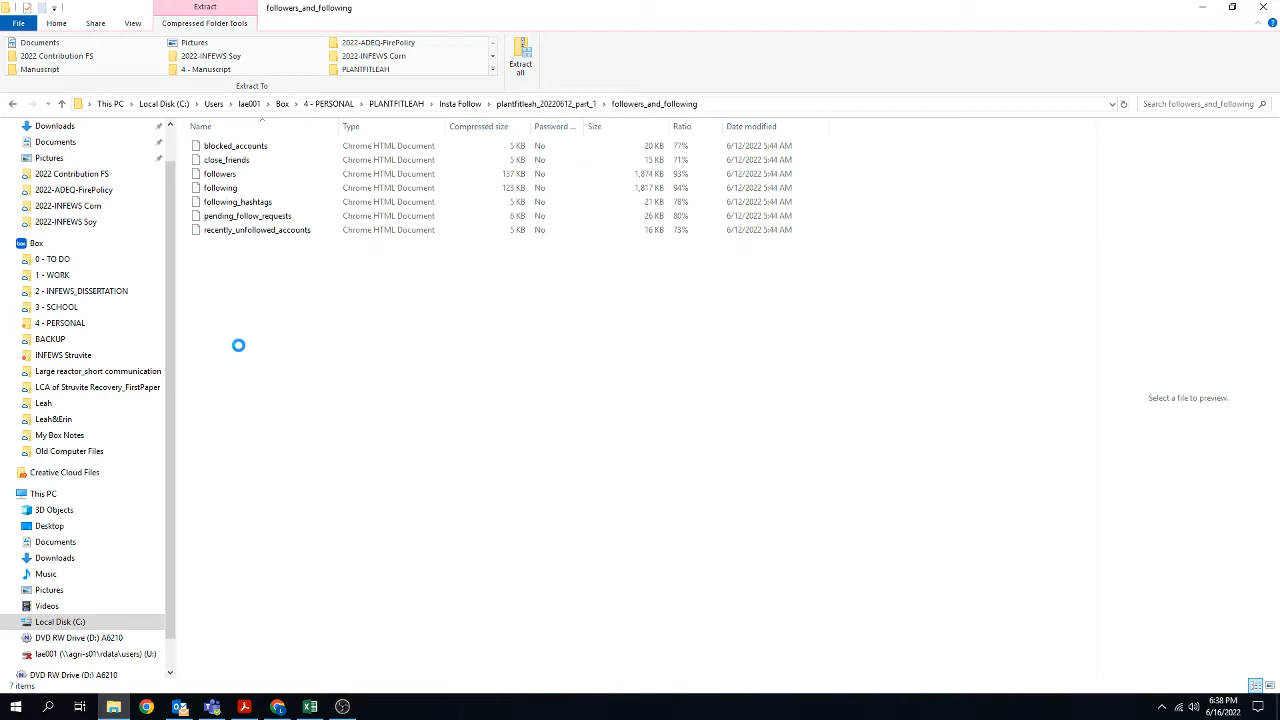 Extract
followers_and_following
File
Home
Share
View
Compressed Folder Tools
Documents
Pictures
2022-ADEQ-FirePolicy
2022 Contribution FS
2022-INFEWS Soy
2022-INFEWS Corn
Manuscript
4 - Manuscript
PLANTFITLEAH
Extract all
Extract To
This PC > Local Disk (C:) > Users > lae001 > Box > 4 - PERSONAL > PLANTFITLEAH > Insta Follow > plantfitleah_20220612_part_1 > followers_and_following
Search followers_and_following
Name Type Compressed size Password ... Size Ratio Date modified
blocked_accounts Chrome HTML Document 5 KB No 20 KB 77% 6/12/2022 5:44 AM
close_friends Chrome HTML Document 5 KB No 15 KB 71% 6/12/2022 5:44 AM
followers Chrome HTML Document 137 KB No 1,874 KB 93% 6/12/2022 5:44 AM
following Chrome HTML Document 123 KB No 1,817 KB 94% 6/12/2022 5:44 AM
following_hashtags Chrome HTML Document 5 KB No 21 KB 78% 6/12/2022 5:44 AM
pending_follow_requests Chrome HTML Document 6 KB No 26 KB 80% 6/12/2022 5:44 AM
recently_unfollowed_accounts Chrome HTML Document 5 KB No 16 KB 73% 6/12/2022 5:44 AM
Downloads
Documents
Pictures
2022 Contribution FS
2022-ADEQ-FirePolicy
2022-INFEWS Corn
2022-INFEWS Soy
Box
0 - TO DO
1 - WORK
2 - INFEWS_DISSERTATION
3 - SCHOOL
4 - PERSONAL
BACKUP
INFEWS Struvite
Large reactor_short communication
LCA of Struvite Recovery_FirstPaper
Leah
Leah&Erin
My Box Notes
Old Computer Files
Creative Cloud Files
This PC
3D Objects
Desktop
Documents
Downloads
Music
Pictures
Videos
Local Disk (C:)
DVD RW Drive (D:) A6210
lae001 (\\agri-s01\rdata\users) (U:)
DVD RW Drive (D:) A6210
Select a file to preview.
7 items
6:38 PM
6/16/2022